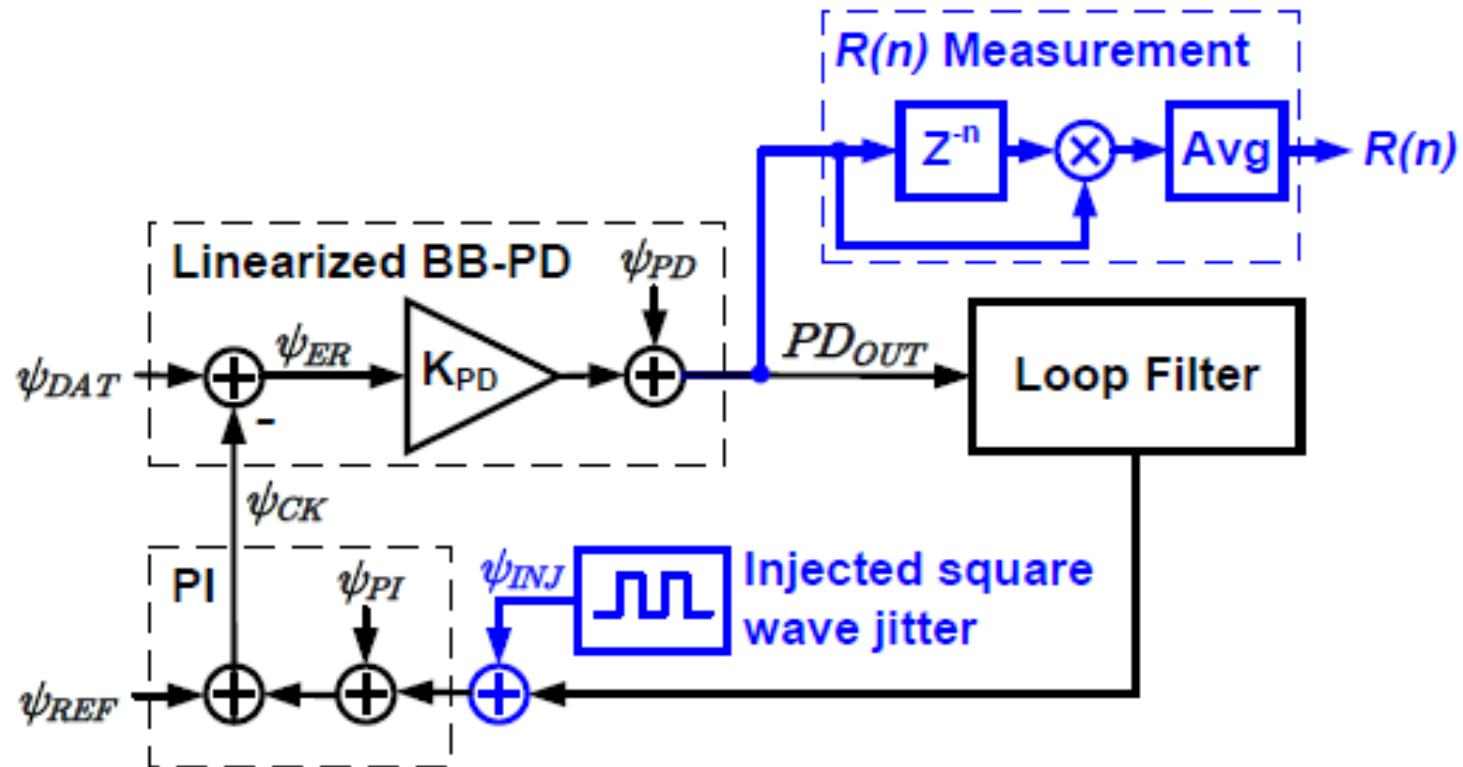 R(n) Measurement
Z⁻ⁿ
Avg
R(n)
Linearized BB-PD
ψPD
ψER
KPD
PDOUT
Loop Filter
ψDAT
-
ψCK
PI
ψPI
ψINJ
Injected square
wave jitter
ψREF